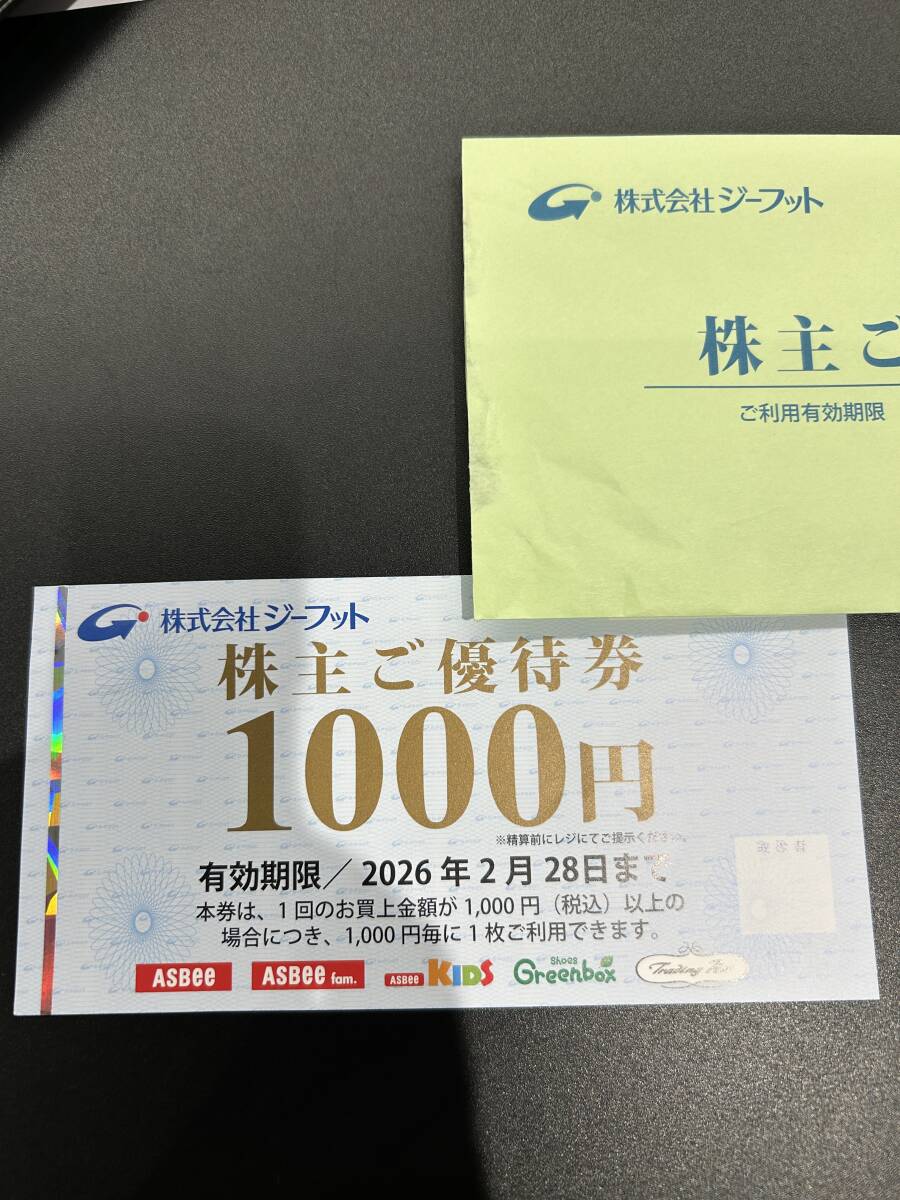 株式会社ジーフット
株主ご
ご利用有効期限
株式会社ジーフット
株主ご優待券
1000円
※精算前にレジにてご提示ください。
有効期限／2026年2月28日まで
本券は、1回のお買上金額が1,000円（税込）以上の
場合につき、1,000円毎に1枚ご利用できます。
ASBee
ASBee fam.
ASBee KIDS
Shoes
Greenbox
Trading